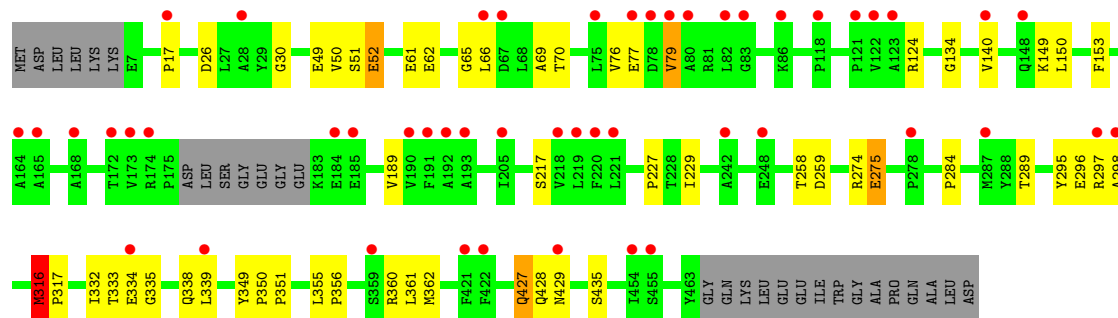 MET ASP LEU LEU LYS LYS E7 P17 D26 L27 A28 Y29 G30 E49 V50 S51 E52 E61 E62 G65 L66 D67 L68 A69 T70 L75 V76 E77 D78 V79 A80 R81 L82 G83 K86 P118 P121 V122 A123 R124 G134 V140 Q148 K149 L150 F153
A164 A165 A168 T172 V173 R174 P175 ASP LEU SER GLY GLU GLY GLU K183 E184 E185 V189 V190 F191 A192 A193 I205 S217 V218 L219 F220 L221 P227 T228 I229 A242 E248 T258 D259 R274 E275 P278 P284 M287 Y288 T289 Y295 E296 R297 A298
M316 P317 I332 T333 E334 G335 Q338 L339 Y349 P350 P351 L355 P356 S359 R360 L361 M362 F421 F422 Q427 Q428 N429 S435 I454 S455 Y463 GLY GLN LYS LEU GLU GLU ILE TRP GLY ALA PRO GLN ALA LEU ASP